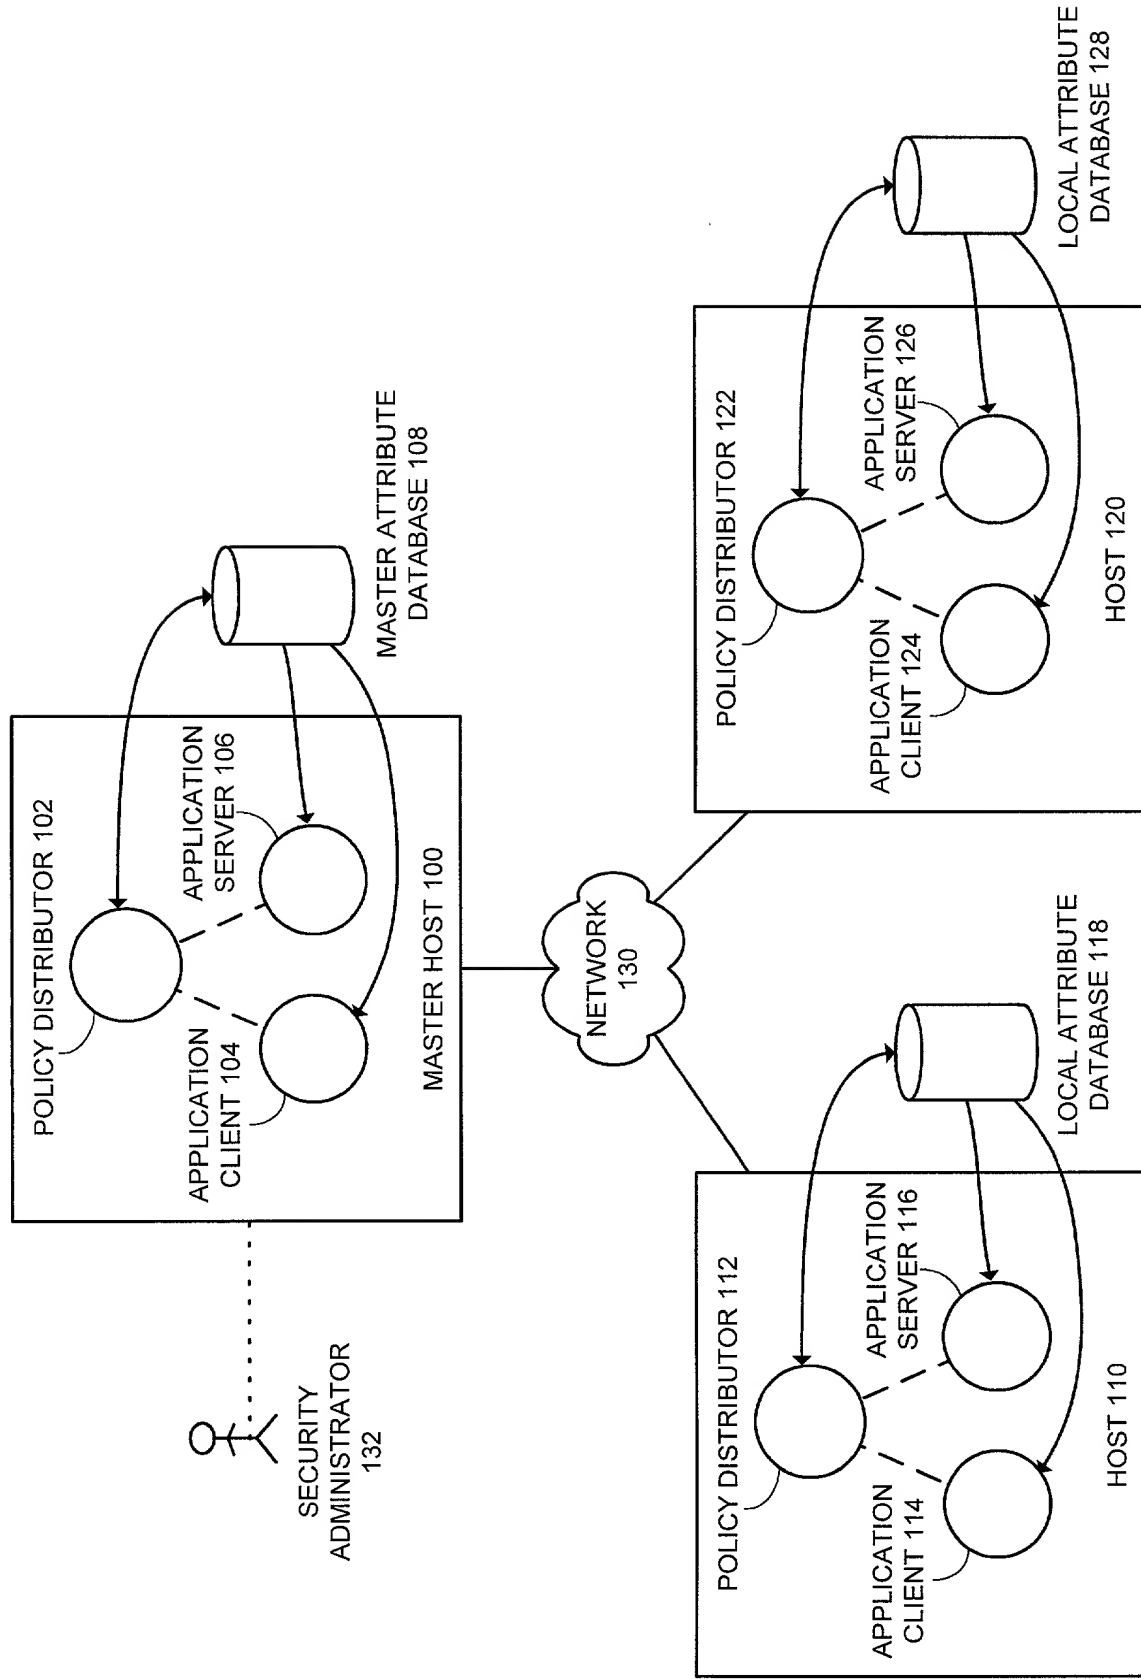 SECURITY
ADMINISTRATOR
132
POLICY DISTRIBUTOR 102
APPLICATION
CLIENT 104
APPLICATION
SERVER 106
MASTER HOST 100
MASTER ATTRIBUTE
DATABASE 108
NETWORK
130
POLICY DISTRIBUTOR 112
APPLICATION
CLIENT 114
APPLICATION
SERVER 116
HOST 110
LOCAL ATTRIBUTE
DATABASE 118
POLICY DISTRIBUTOR 122
APPLICATION
CLIENT 124
APPLICATION
SERVER 126
HOST 120
LOCAL ATTRIBUTE
DATABASE 128